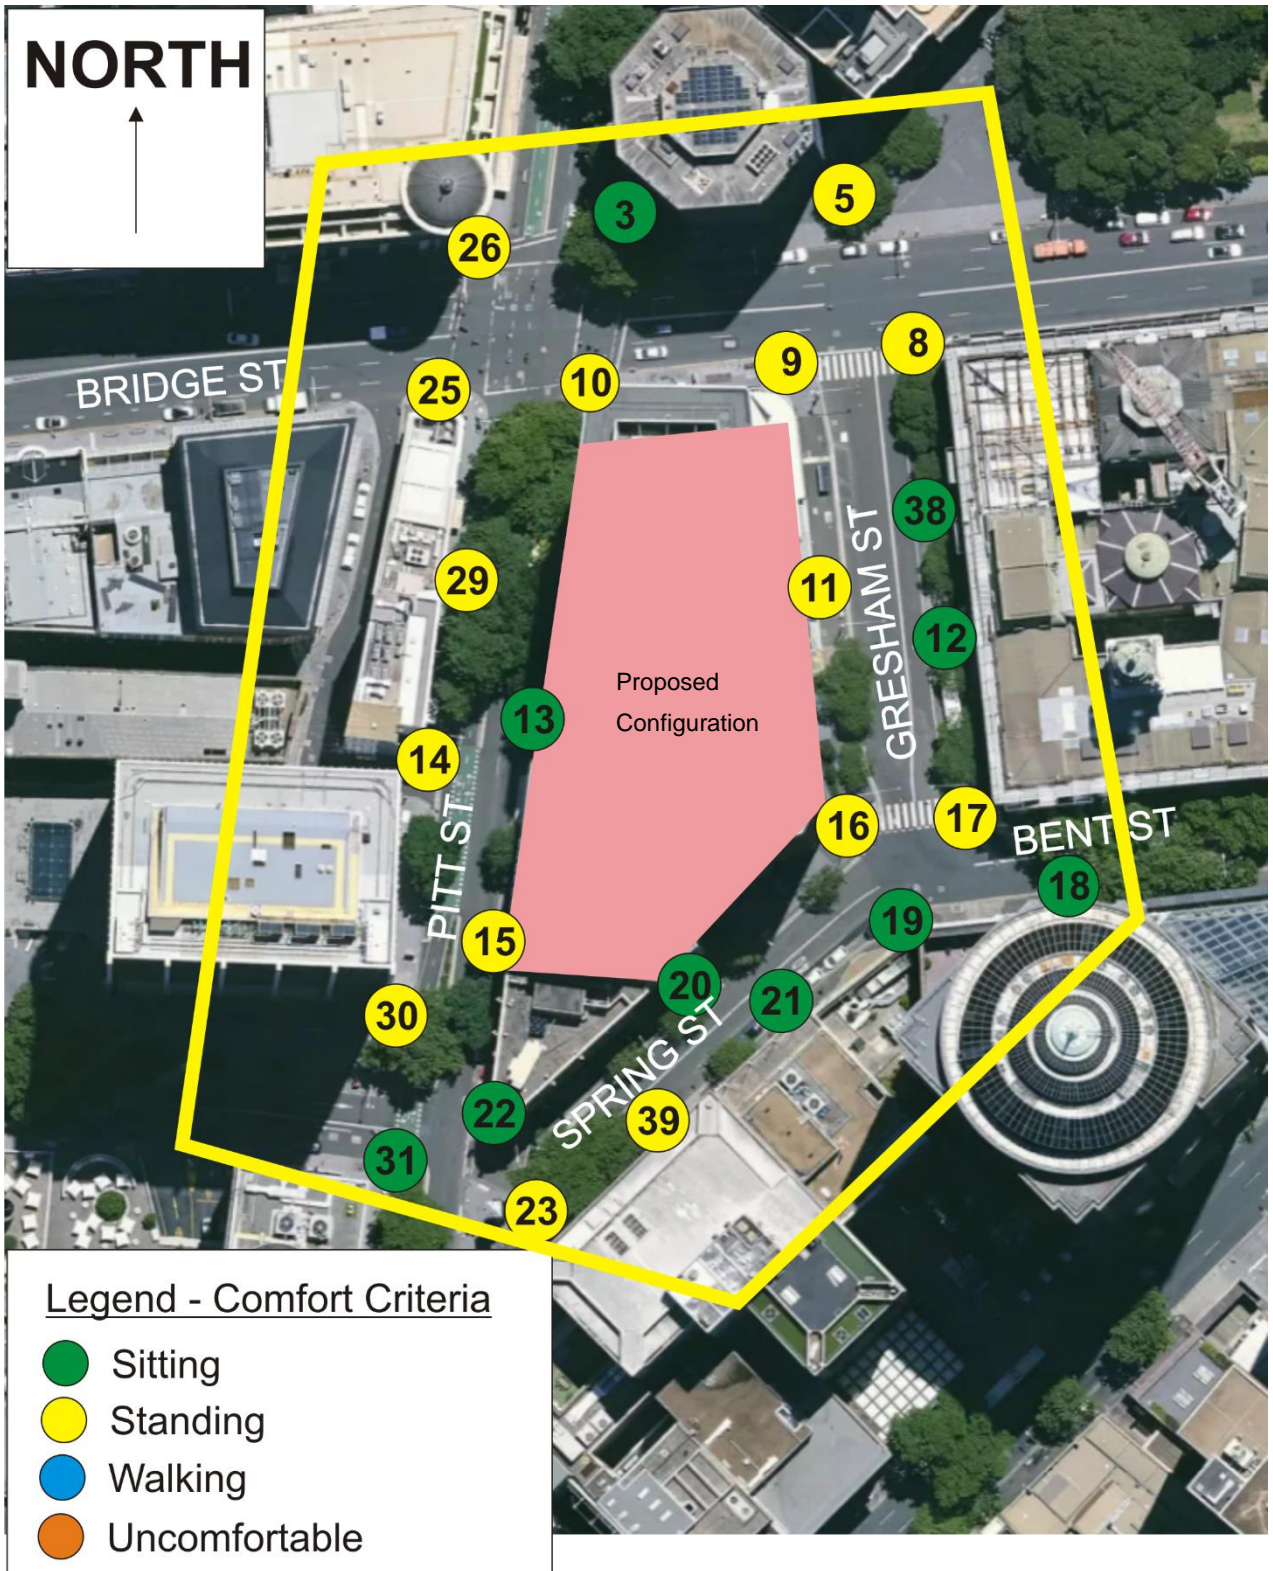 NORTH
3
5
26
8
9
BRIDGE ST
25
10
38
29
11
GRESHAM ST
12
Proposed
Configuration
13
14
16
17
BENT ST
PITT ST
18
15
19
20
21
30
SPRING ST
22
39
31
23
Legend - Comfort Criteria
Sitting
Standing
Walking
Uncomfortable